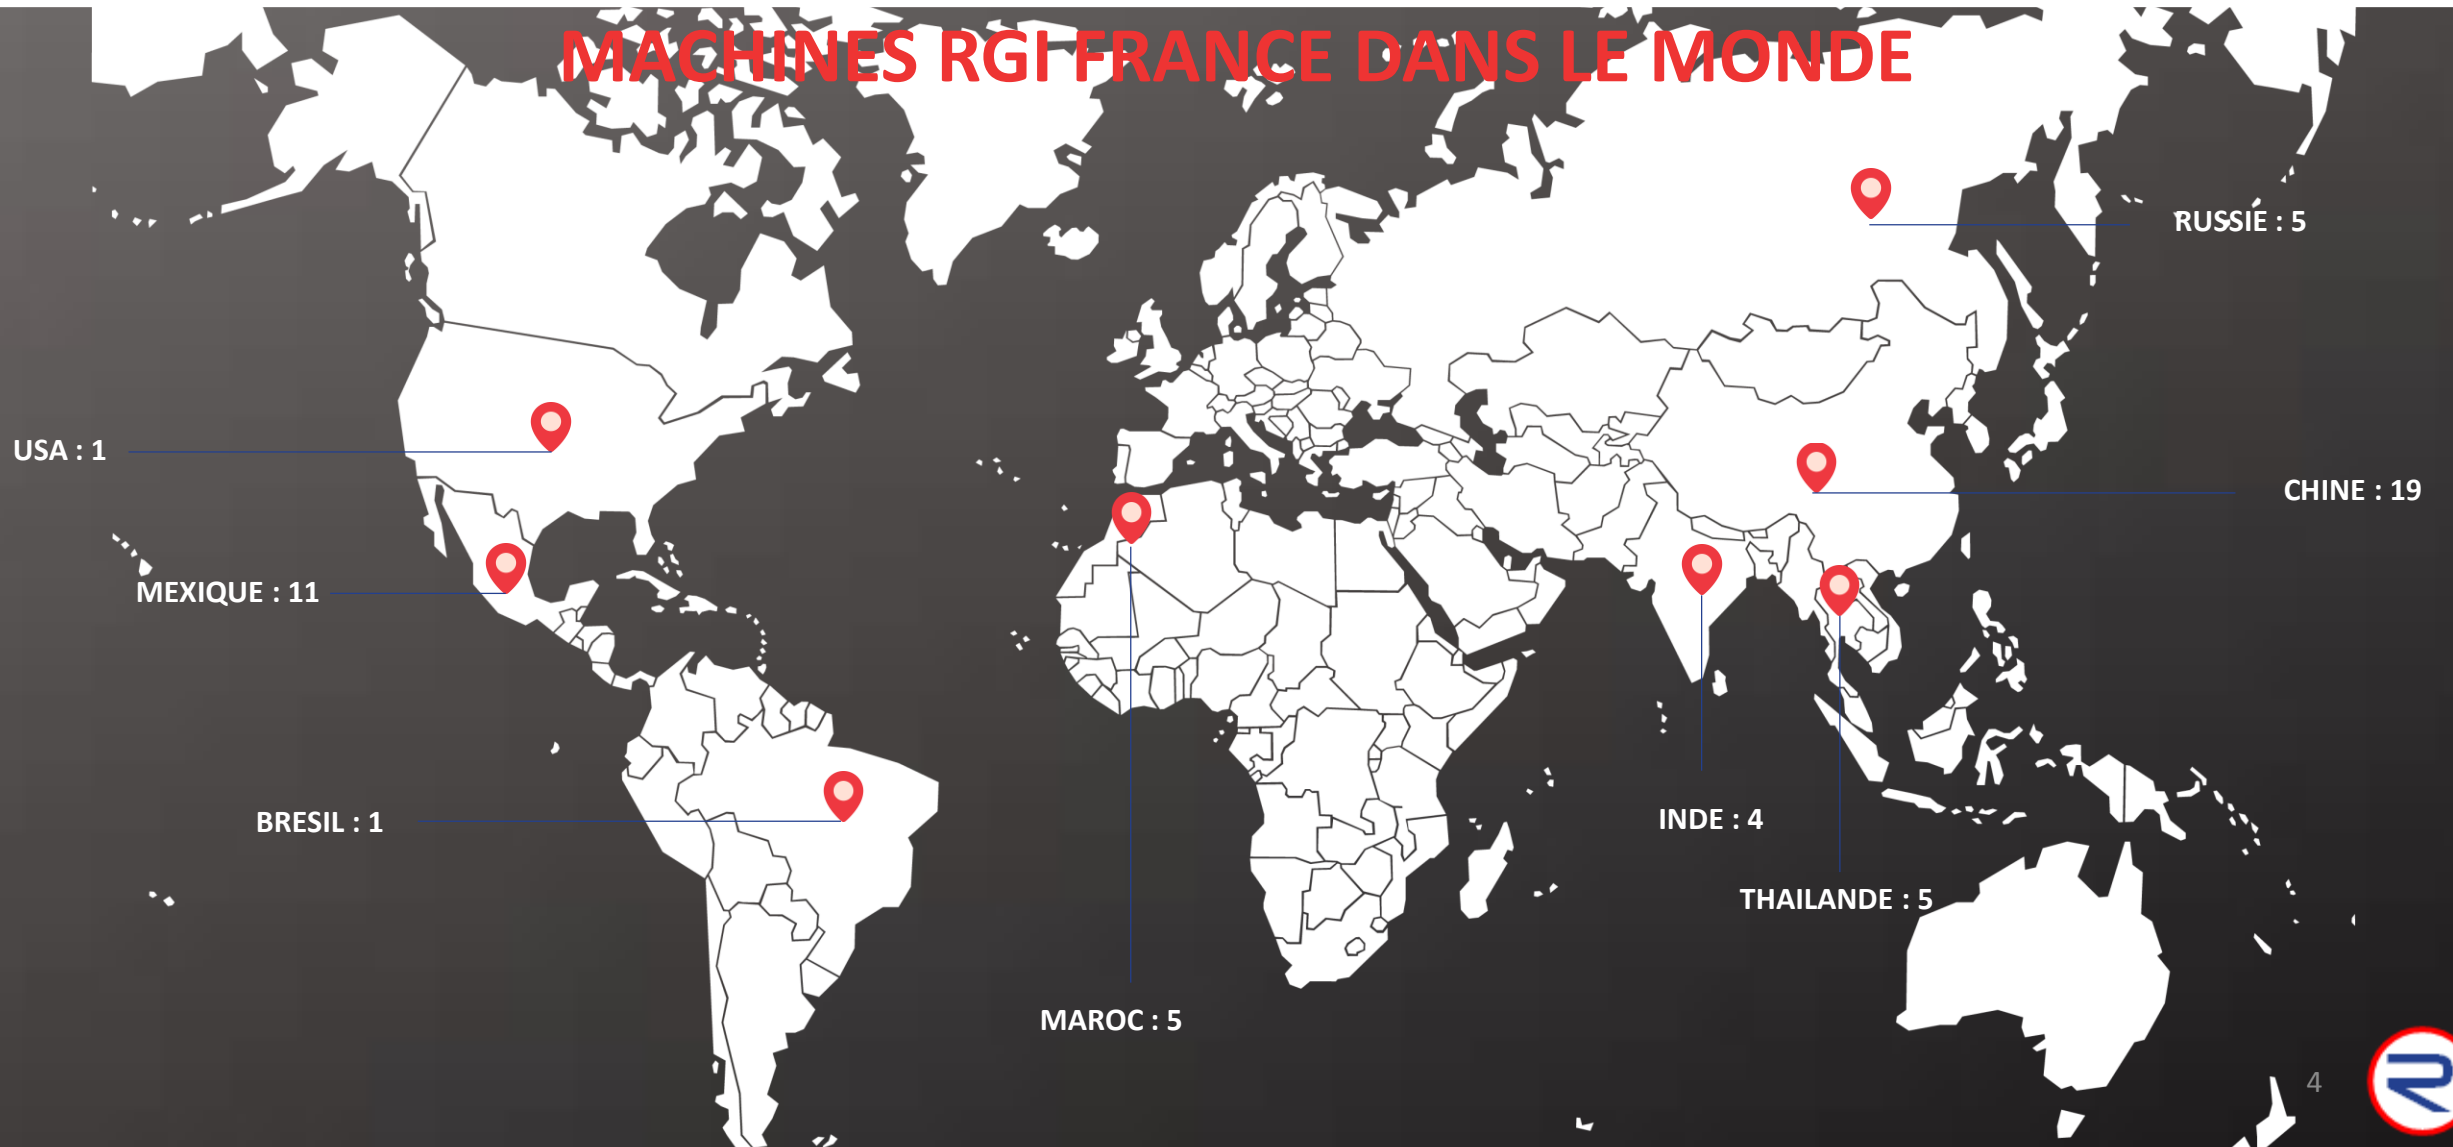 MACHINES RGI FRANCE DANS LE MONDE
RUSSIE : 5
USA : 1
CHINE : 19
MEXIQUE : 11
BRESIL : 1
INDE : 4
THAILANDE : 5
MAROC : 5
4
R